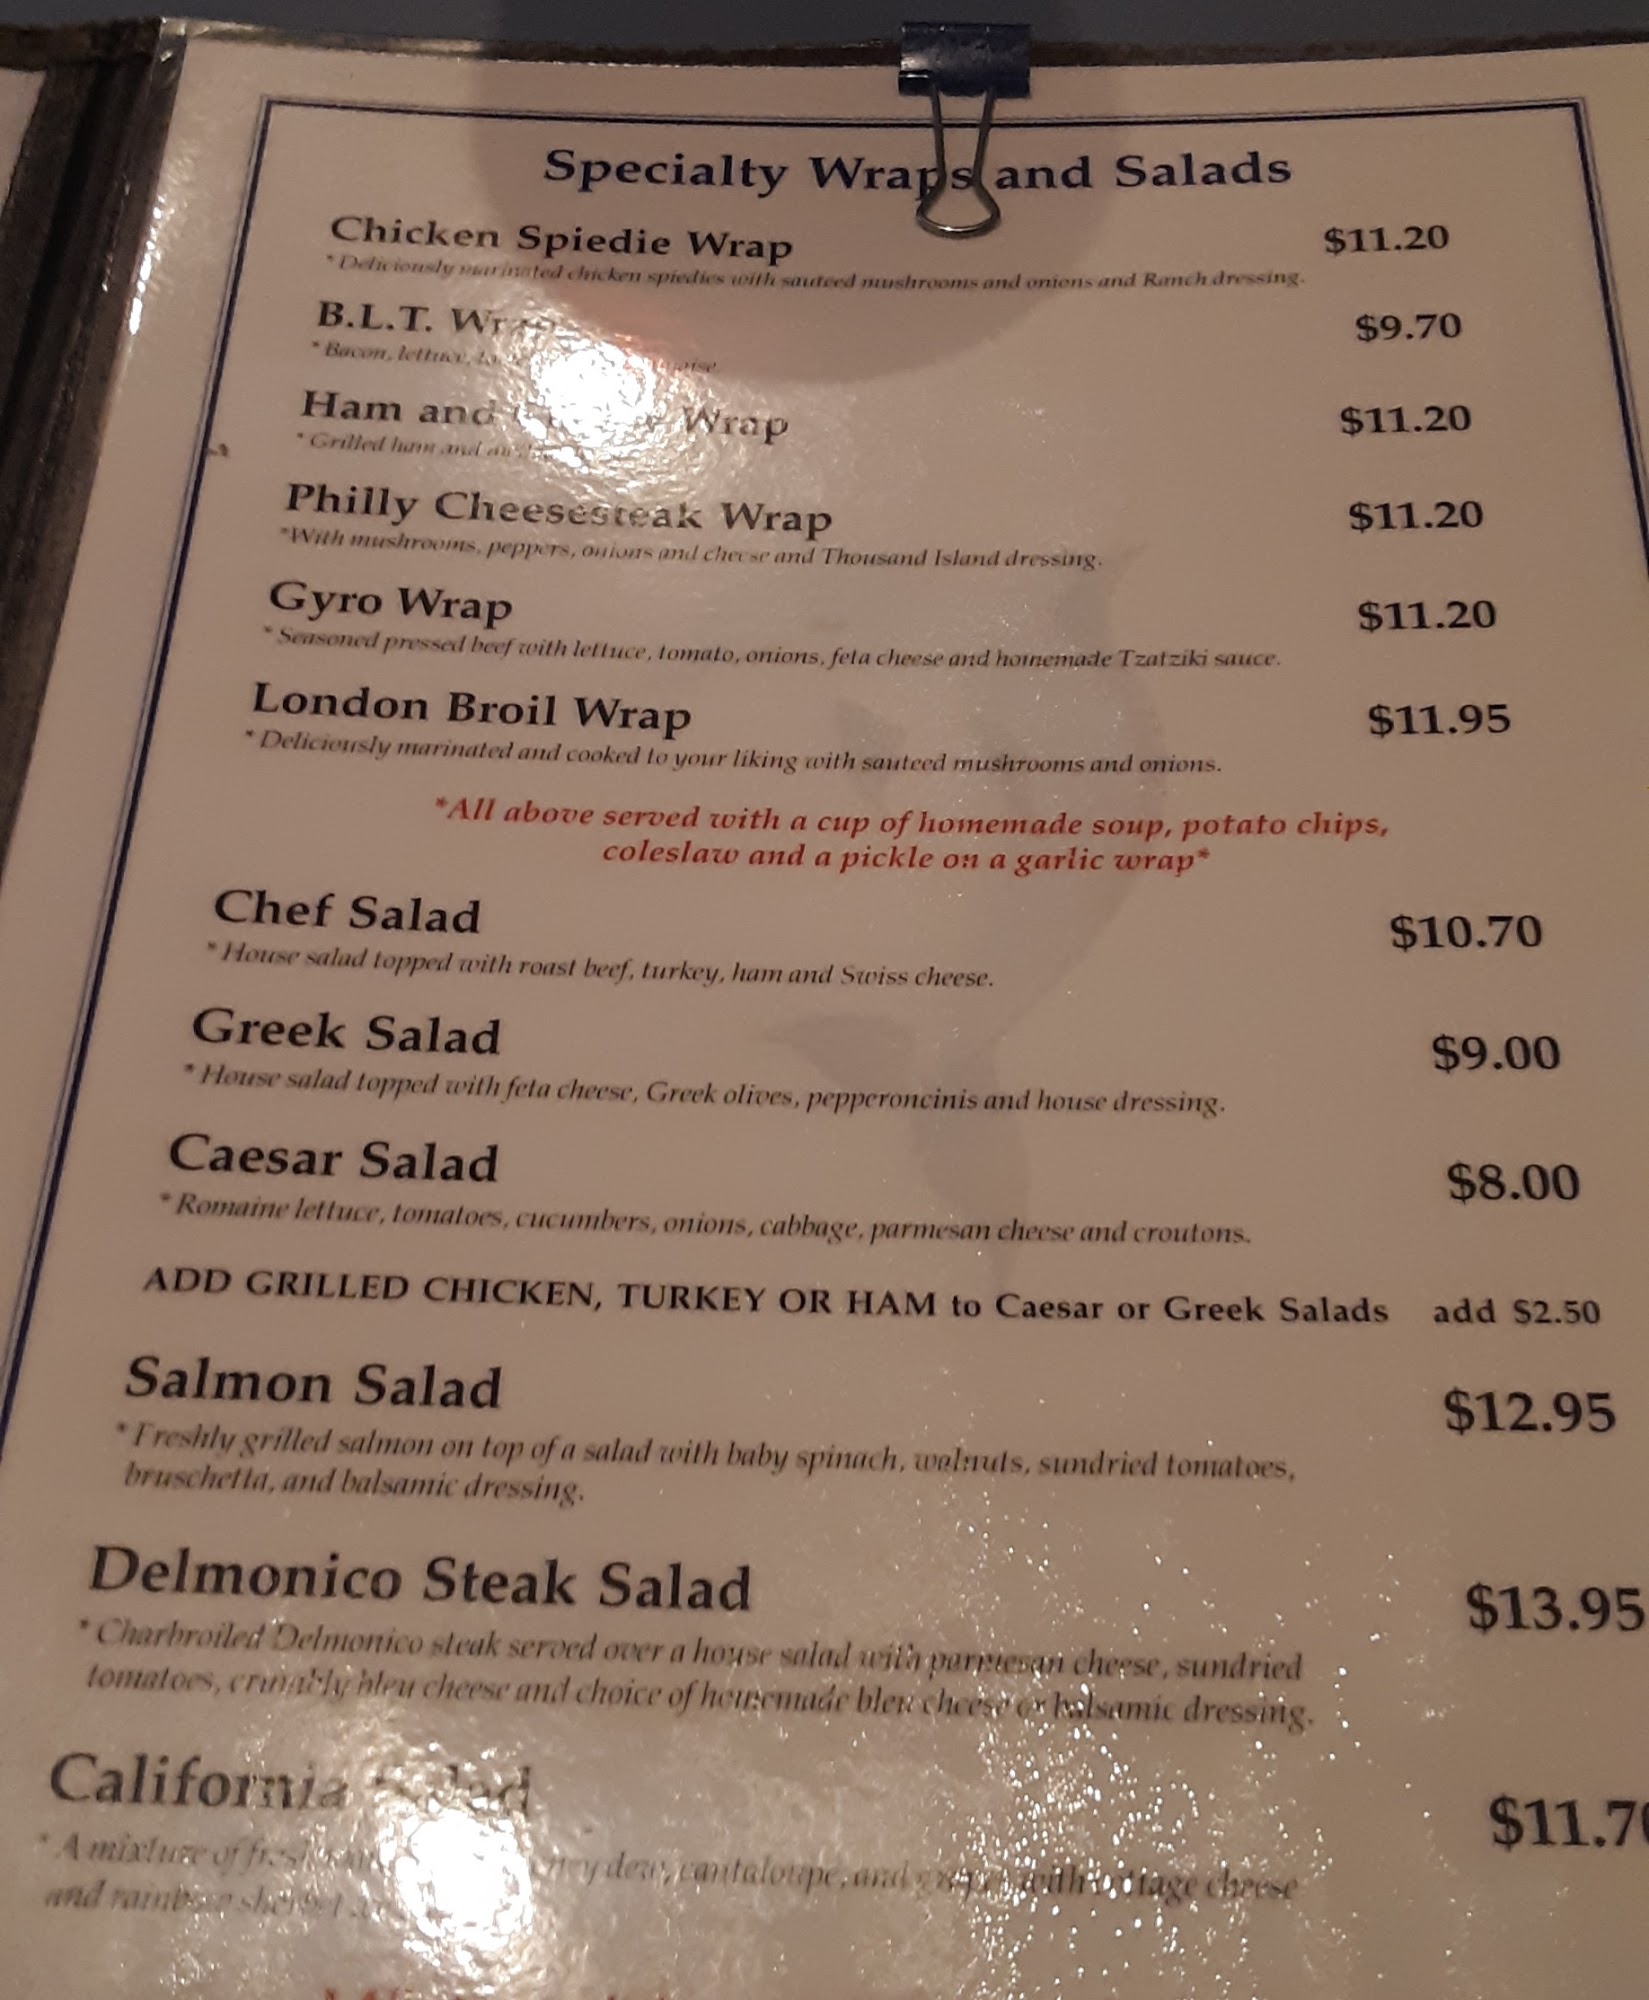 Specialty Wraps and Salads
Chicken Spiedie Wrap $11.20
*Deliciously marinated chicken spiedies with sauteed mushrooms and onions and Ranch dressing.
B.L.T. Wrap $9.70
*Bacon, lettuce,
Ham and Wrap $11.20
*Grilled ham and
Philly Cheesesteak Wrap $11.20
*With mushrooms, peppers, onions and cheese and Thousand Island dressing.
Gyro Wrap $11.20
*Seasoned pressed beef with lettuce, tomato, onions, feta cheese and homemade Tzatziki sauce.
London Broil Wrap $11.95
*Deliciously marinated and cooked to your liking with sauteed mushrooms and onions.
*All above served with a cup of homemade soup, potato chips,
coleslaw and a pickle on a garlic wrap*
Chef Salad $10.70
*House salad topped with roast beef, turkey, ham and Swiss cheese.
Greek Salad $9.00
*House salad topped with feta cheese, Greek olives, pepperoncinis and house dressing.
Caesar Salad $8.00
*Romaine lettuce, tomatoes, cucumbers, onions, cabbage, parmesan cheese and croutons.
ADD GRILLED CHICKEN, TURKEY OR HAM to Caesar or Greek Salads add $2.50
Salmon Salad $12.95
*Freshly grilled salmon on top of a salad with baby spinach, walnuts, sundried tomatoes,
bruschetta, and balsamic dressing.
Delmonico Steak Salad $13.95
*Charbroiled Delmonico steak served over a house salad with parmesan cheese, sundried
tomatoes, crumbly bleu cheese and choice of homemade bleu cheese or balsamic dressing.
California Salad $11.70
*A mixture of fresh dew, cantaloupe, and grapes with cottage cheese
and rainbow sherbet